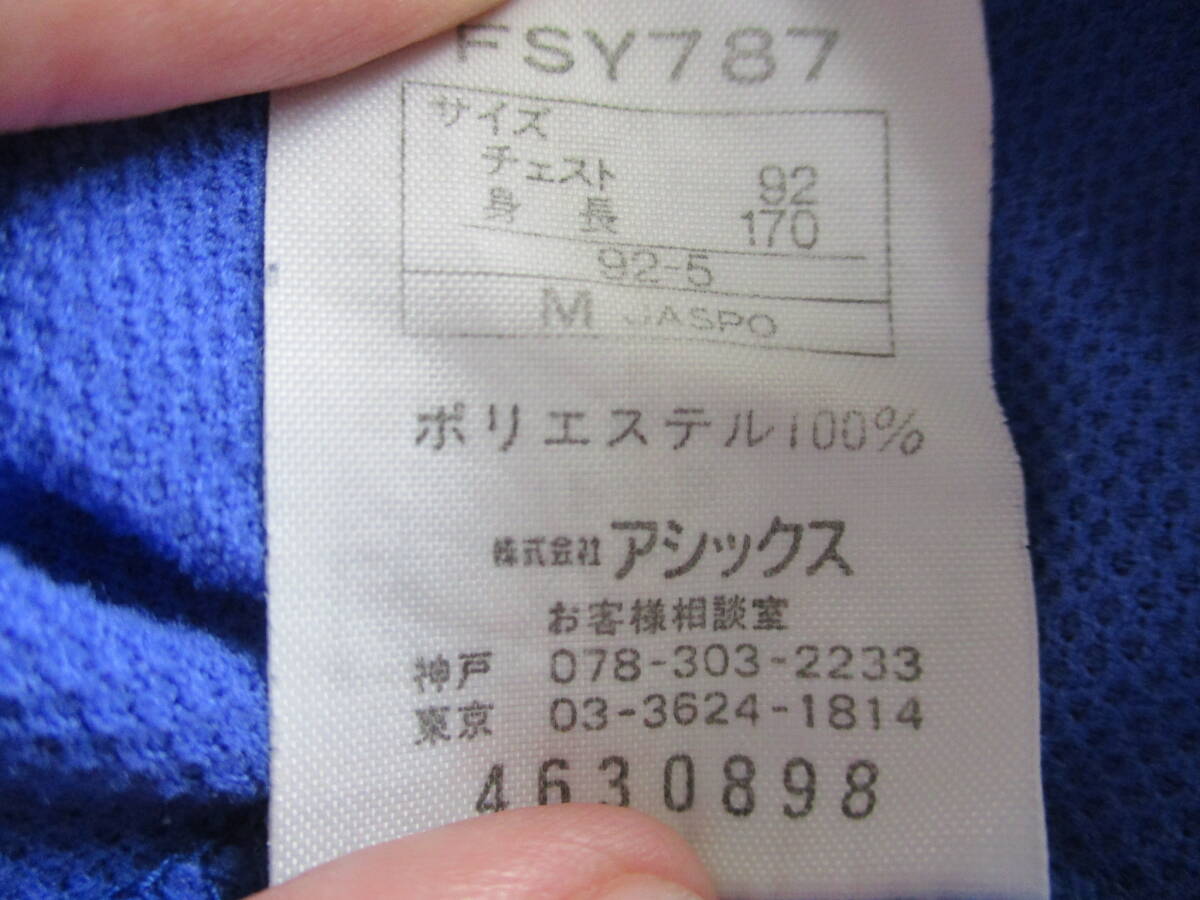 FSY787
サイズ
チェスト 92
身長 170
92-5
M JASPO
ポリエステル100%
株式会社 アシックス
お客様相談室
神戸 078-303-2233
東京 03-3624-1814
4630898